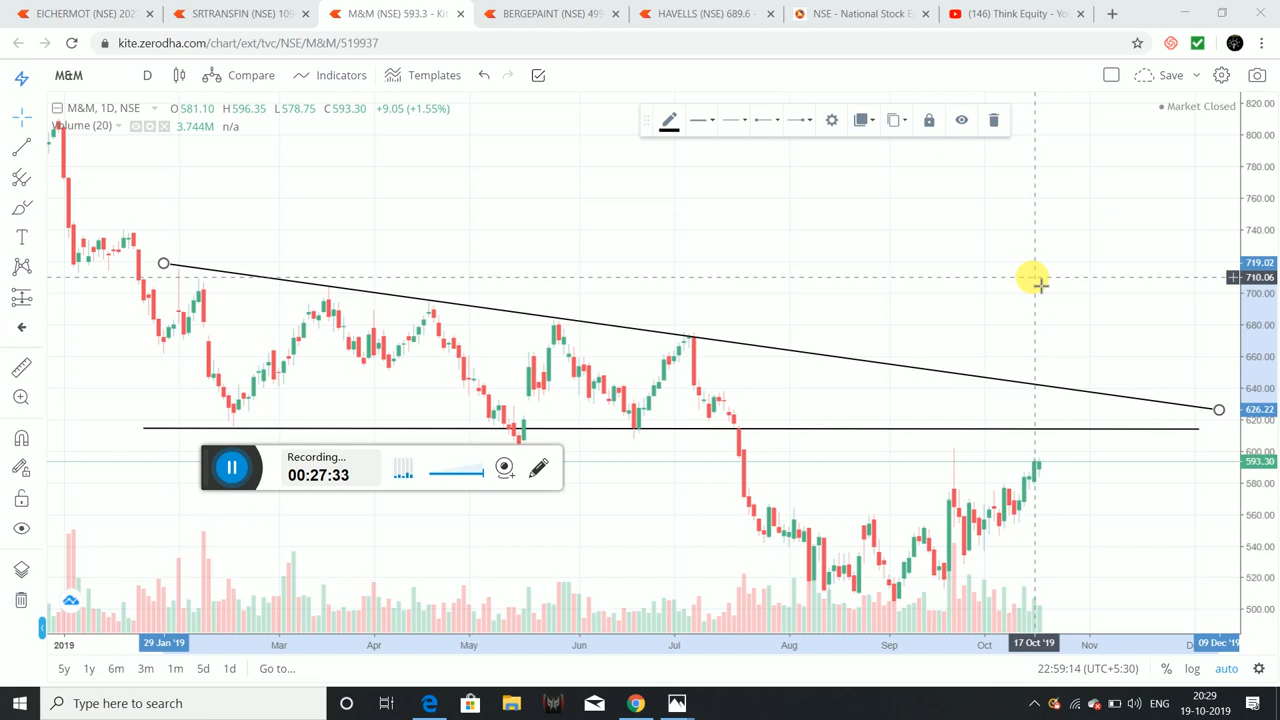 EICHERMOT (NSE) 202
SRTRANSFIN (NSE) 109
M&M (NSE) 593.3 - Kit
BERGEPAINT (NSE) 499
HAVELLS (NSE) 689.6 -
NSE - National Stock E
(146) Think Equity - Yo
kite.zerodha.com/chart/ext/tvc/NSE/M&M/519937
M&M D Compare Indicators Templates Save
M&M, 1D, NSE O 581.10 H 596.35 L 578.75 C 593.30 +9.05 (+1.55%)
Volume (20) 3.744M n/a
Market Closed
820.00
800.00
780.00
760.00
740.00
719.02
710.06
700.00
680.00
660.00
640.00
626.22
620.00
600.00
593.30
580.00
560.00
540.00
520.00
500.00
Recording...
00:27:33
2019 29 Jan '19 Mar Apr May Jun Jul Aug Sep Oct 17 Oct '19 Nov 09 Dec '19
5y 1y 6m 3m 1m 5d 1d Go to... 22:59:14 (UTC+5:30) % log auto
Type here to search
ENG
20:29
19-10-2019